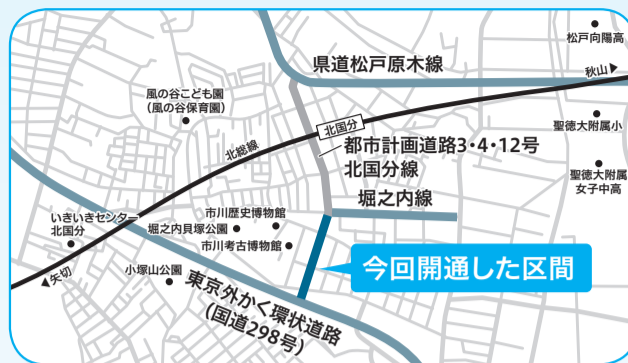 松戸向陽高
県道松戸原木線
秋山▶
風の谷こども園
(風の谷保育園)
北国分
聖徳大附属小
都市計画道路3・4・12号
北国分線
北総線
聖徳大附属
女子中高
堀之内線
いきいきセンター
北国分
市川歴史博物館
堀之内貝塚公園
市川考古博物館
今回開通した区間
◀矢切
小塚山公園
東京外かく環状道路
(国道298号)